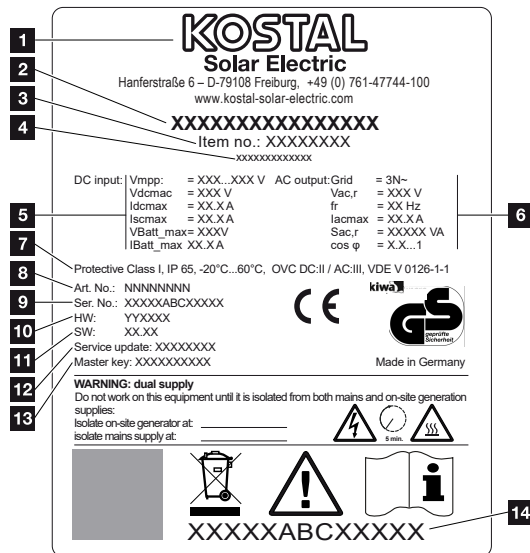 KOSTAL
Solar Electric
Hanferstraße 6 – D-79108 Freiburg, +49 (0) 761-47744-100
www.kostal-solar-electric.com
XXXXXXXXXXXXXXXX
Item no.: XXXXXXXX
xxxxxxxxxxxxx
DC input: Vmpp: = XXX...XXX V AC output: Grid = 3N~
Vdcmac = XXX V Vac,r = XXX V
Idcmax = XX.X A fr = XX Hz
Iscmax = XX.X A Iacmax = XX.X A
VBatt_max= XXXV Sac,r = XXXXX VA
IBatt_max XX.X A cos φ = X.X...1
Protective Class I, IP 65, -20°C...60°C, OVC DC:II / AC:III, VDE V 0126-1-1
Art. No.: NNNNNNNN
Ser. No.: XXXXXABCXXXXX
HW: YYXXXX
SW: XX.XX
Service update: XXXXXXXX
Master key: XXXXXXXXXX
CE
kiwa
GS
geprüfte
Sicherheit
Made in Germany
WARNING: dual supply
Do not work on this equipment until it is isolated from both mains and on-site generation
supplies:
Isolate on-site generator at:
isolate mains supply at:
5 min.
XXXXXABCXXXXX
1
2
3
4
5
6
7
8
9
10
11
12
13
14